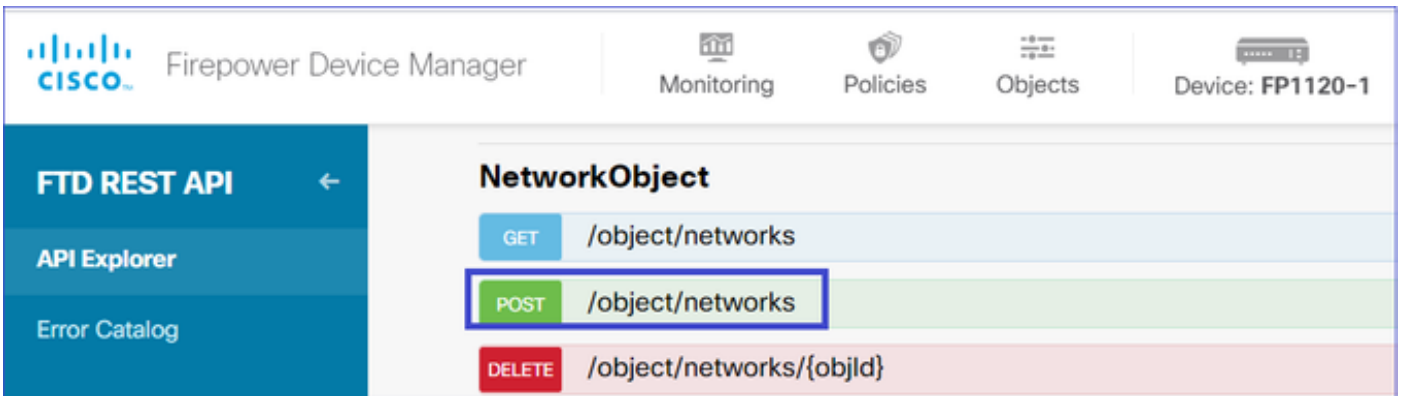 CISCO
Firepower Device Manager
Monitoring
Policies
Objects
Device: FP1120-1
FTD REST API
API Explorer
Error Catalog
NetworkObject
GET /object/networks
POST /object/networks
DELETE /object/networks/{objId}